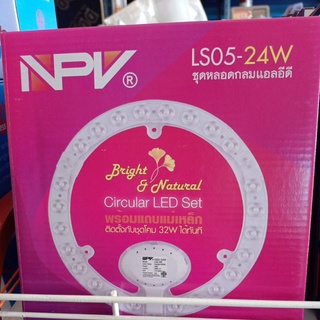 NPV®
LS05-24W
ชุดหลอดกลมแอลอีดี
Bright
& Natural
Circular LED Set
พร้อมแถบแม่เหล็ก
ติดตั้งกับชุดโคม 32W ได้ทันที
NPV